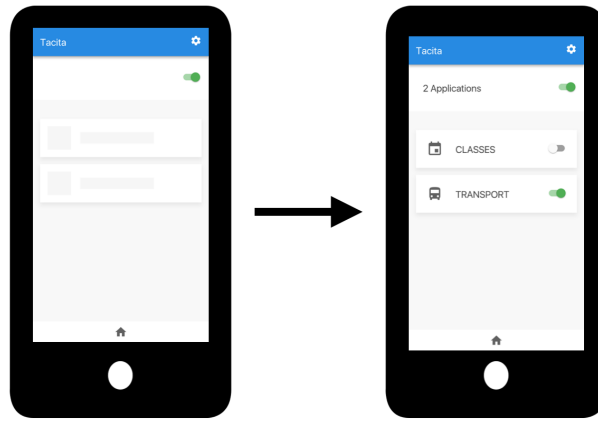 Tacita
Tacita
2 Applications
CLASSES
TRANSPORT